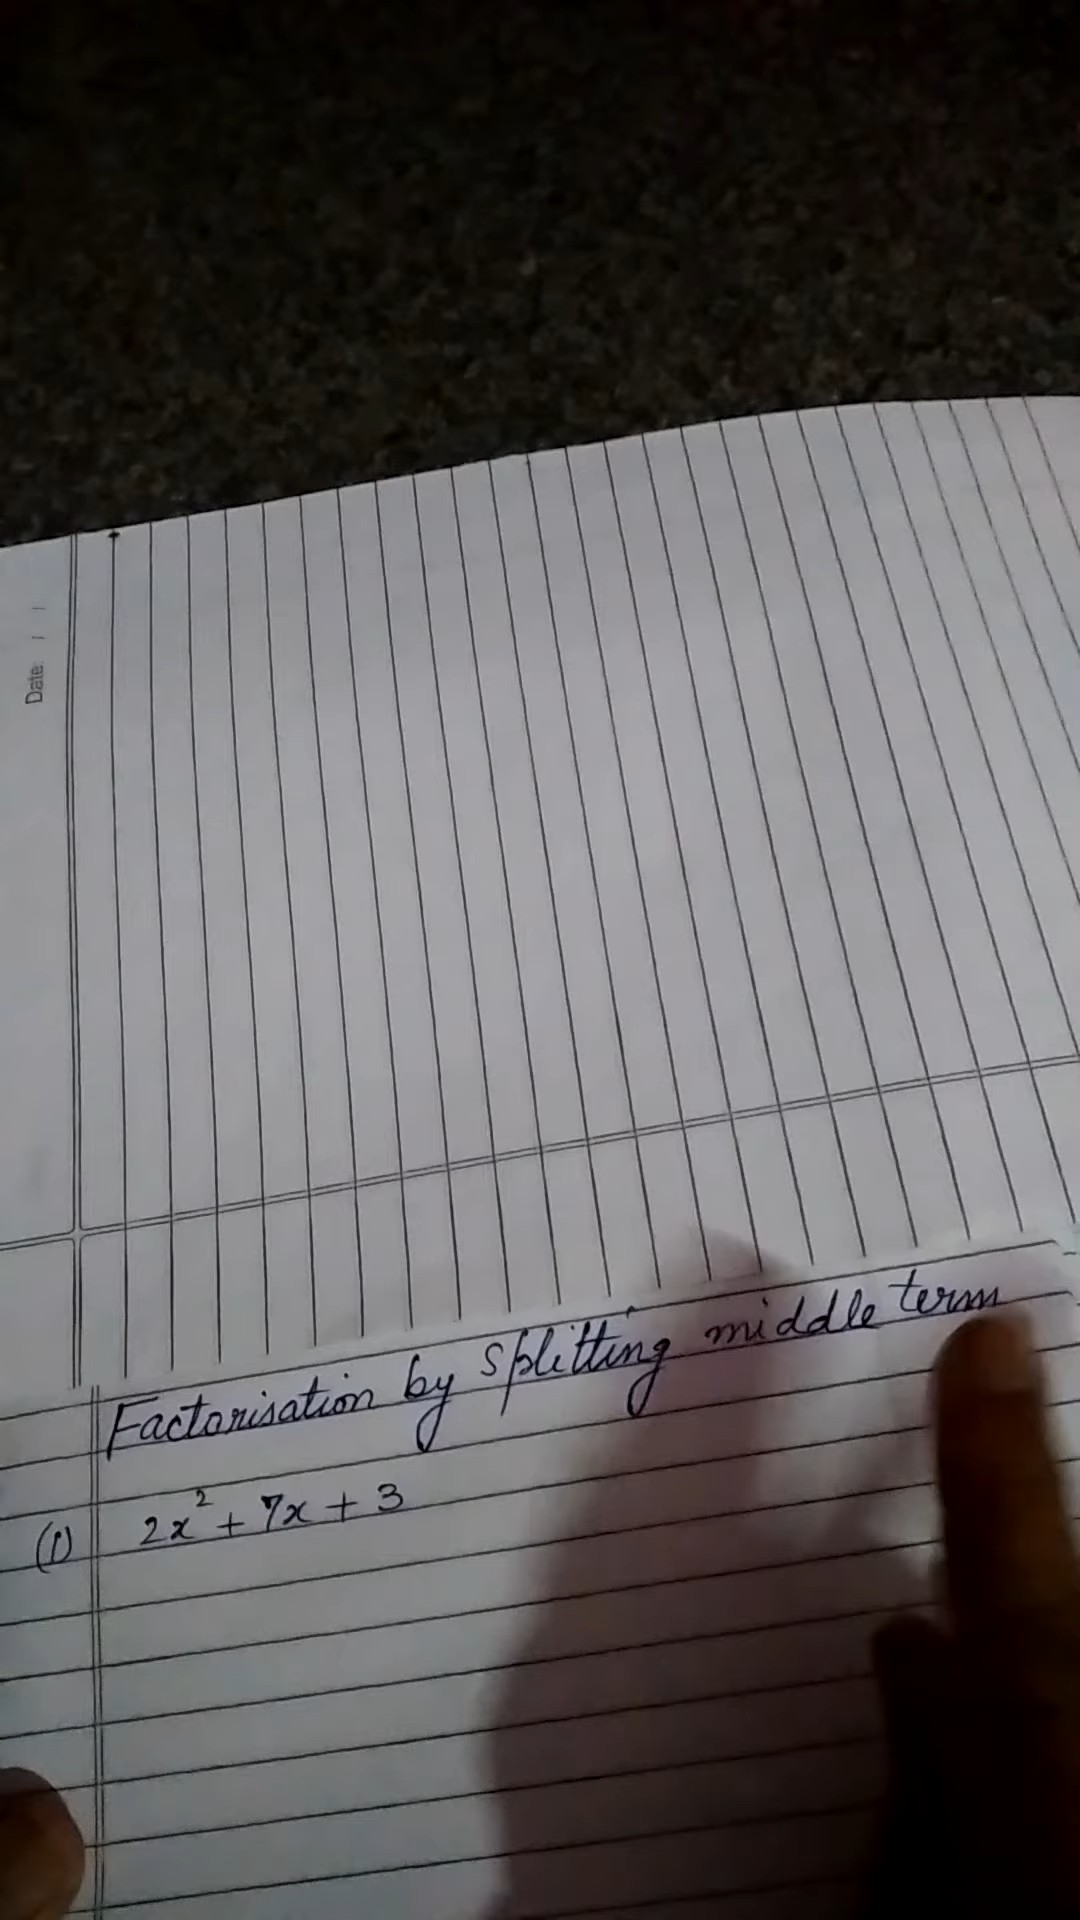 Date: / /
Factorisation by splitting middle term
(1) 2x² + 7x + 3